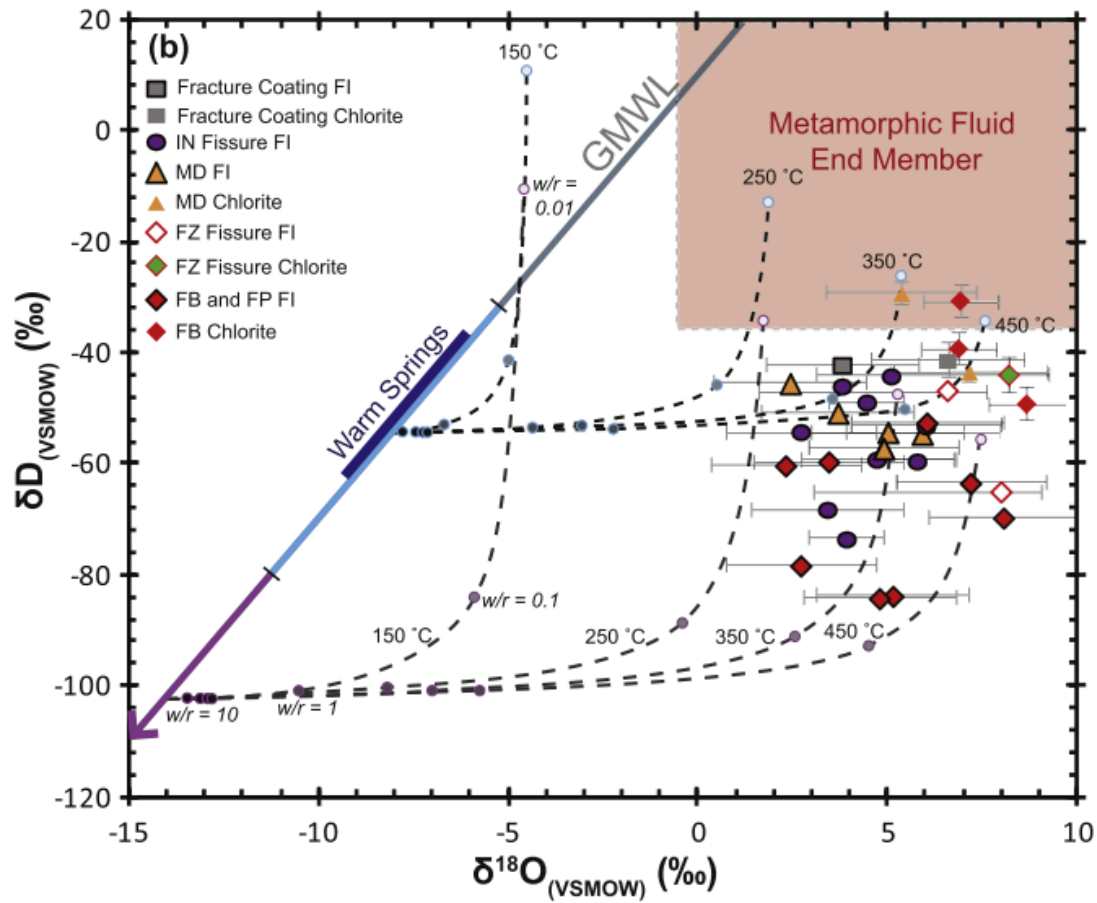 (b)
Fracture Coating FI
Fracture Coating Chlorite
IN Fissure FI
MD FI
MD Chlorite
FZ Fissure FI
FZ Fissure Chlorite
FB and FP FI
FB Chlorite
150 ˚C
GMWL
w/r =
0.01
Metamorphic Fluid
End Member
250 ˚C
350 ˚C
450 ˚C
Warm Springs
w/r = 0.1
150 ˚C
250 ˚C
350 ˚C
450 ˚C
w/r = 10
w/r = 1
20
0
-20
-40
-60
-80
-100
-120
δD(VSMOW) (‰)
-15
-10
-5
0
5
10
δ18O(VSMOW) (‰)